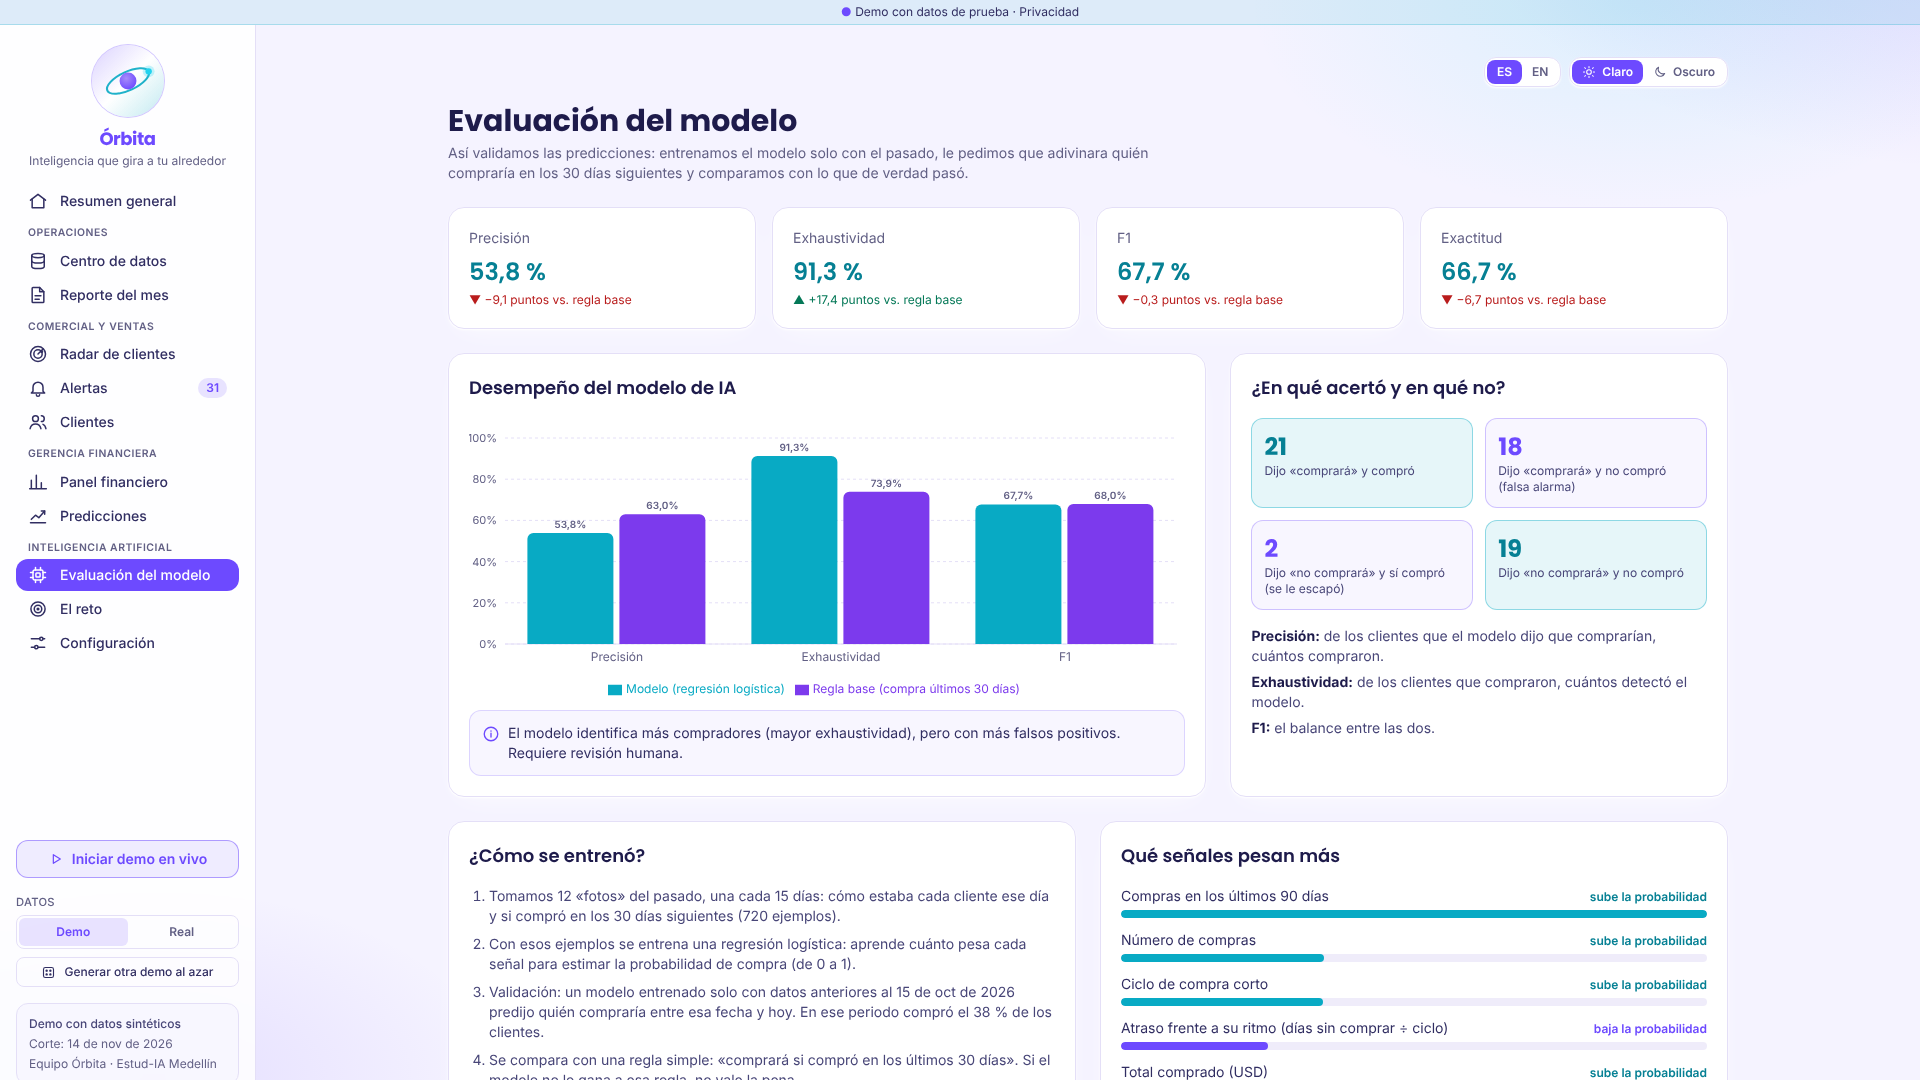 Demo con datos de prueba · Privacidad
Órbita
Inteligencia que gira a tu alrededor
Resumen general
OPERACIONES
Centro de datos
Reporte del mes
COMERCIAL Y VENTAS
Radar de clientes
Alertas
31
Clientes
GERENCIA FINANCIERA
Panel financiero
Predicciones
INTELIGENCIA ARTIFICIAL
Evaluación del modelo
El reto
Configuración
Iniciar demo en vivo
DATOS
Demo
Real
Generar otra demo al azar
Demo con datos sintéticos
Corte: 14 de nov de 2026
Equipo Órbita · Estud-IA Medellín
ES
EN
Claro
Oscuro
Evaluación del modelo
Así validamos las predicciones: entrenamos el modelo solo con el pasado, le pedimos que adivinara quién
compraría en los 30 días siguientes y comparamos con lo que de verdad pasó.
Precisión
53,8 %
▼ −9,1 puntos vs. regla base
Exhaustividad
91,3 %
▲ +17,4 puntos vs. regla base
F1
67,7 %
▼ −0,3 puntos vs. regla base
Exactitud
66,7 %
▼ −6,7 puntos vs. regla base
Desempeño del modelo de IA
100%
80%
60%
40%
20%
0%
53,8%
63,0%
91,3%
73,9%
67,7%
68,0%
Precisión
Exhaustividad
F1
Modelo (regresión logística)
Regla base (compra últimos 30 días)
El modelo identifica más compradores (mayor exhaustividad), pero con más falsos positivos.
Requiere revisión humana.
¿En qué acertó y en qué no?
21
Dijo «comprará» y compró
18
Dijo «comprará» y no compró
(falsa alarma)
2
Dijo «no comprará» y sí compró
(se le escapó)
19
Dijo «no comprará» y no compró
Precisión: de los clientes que el modelo dijo que comprarían,
cuántos compraron.
Exhaustividad: de los clientes que compraron, cuántos detectó el
modelo.
F1: el balance entre las dos.
¿Cómo se entrenó?
1. Tomamos 12 «fotos» del pasado, una cada 15 días: cómo estaba cada cliente ese día
y si compró en los 30 días siguientes (720 ejemplos).
2. Con esos ejemplos se entrena una regresión logística: aprende cuánto pesa cada
señal para estimar la probabilidad de compra (de 0 a 1).
3. Validación: un modelo entrenado solo con datos anteriores al 15 de oct de 2026
predijo quién compraría entre esa fecha y hoy. En ese periodo compró el 38 % de los
clientes.
4. Se compara con una regla simple: «comprará si compró en los últimos 30 días». Si el
modelo no le gana a esa regla, no vale la pena.
Qué señales pesan más
Compras en los últimos 90 días
sube la probabilidad
Número de compras
sube la probabilidad
Ciclo de compra corto
sube la probabilidad
Atraso frente a su ritmo (días sin comprar ÷ ciclo)
baja la probabilidad
Total comprado (USD)
sube la probabilidad